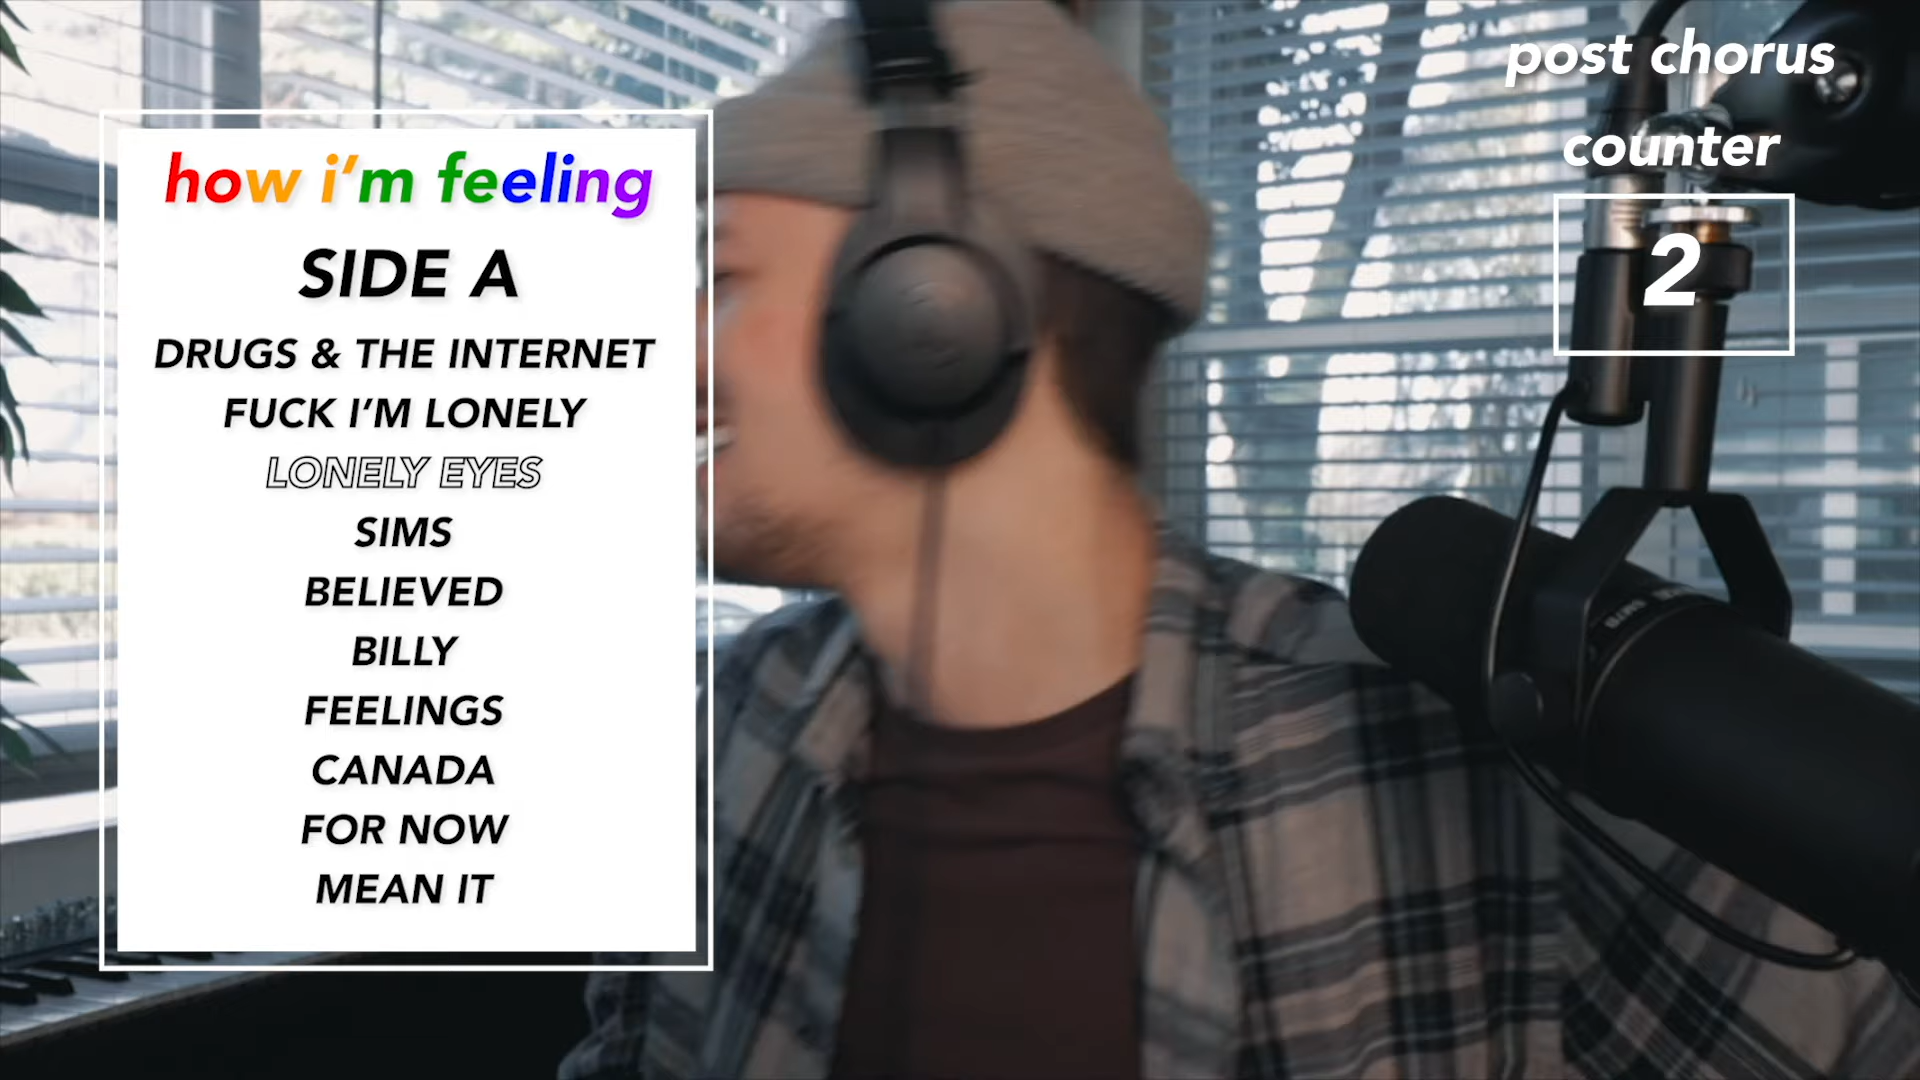 how i'm feeling
SIDE A
DRUGS & THE INTERNET
FUCK I'M LONELY
LONELY EYES
SIMS
BELIEVED
BILLY
FEELINGS
CANADA
FOR NOW
MEAN IT
post chorus
counter
2